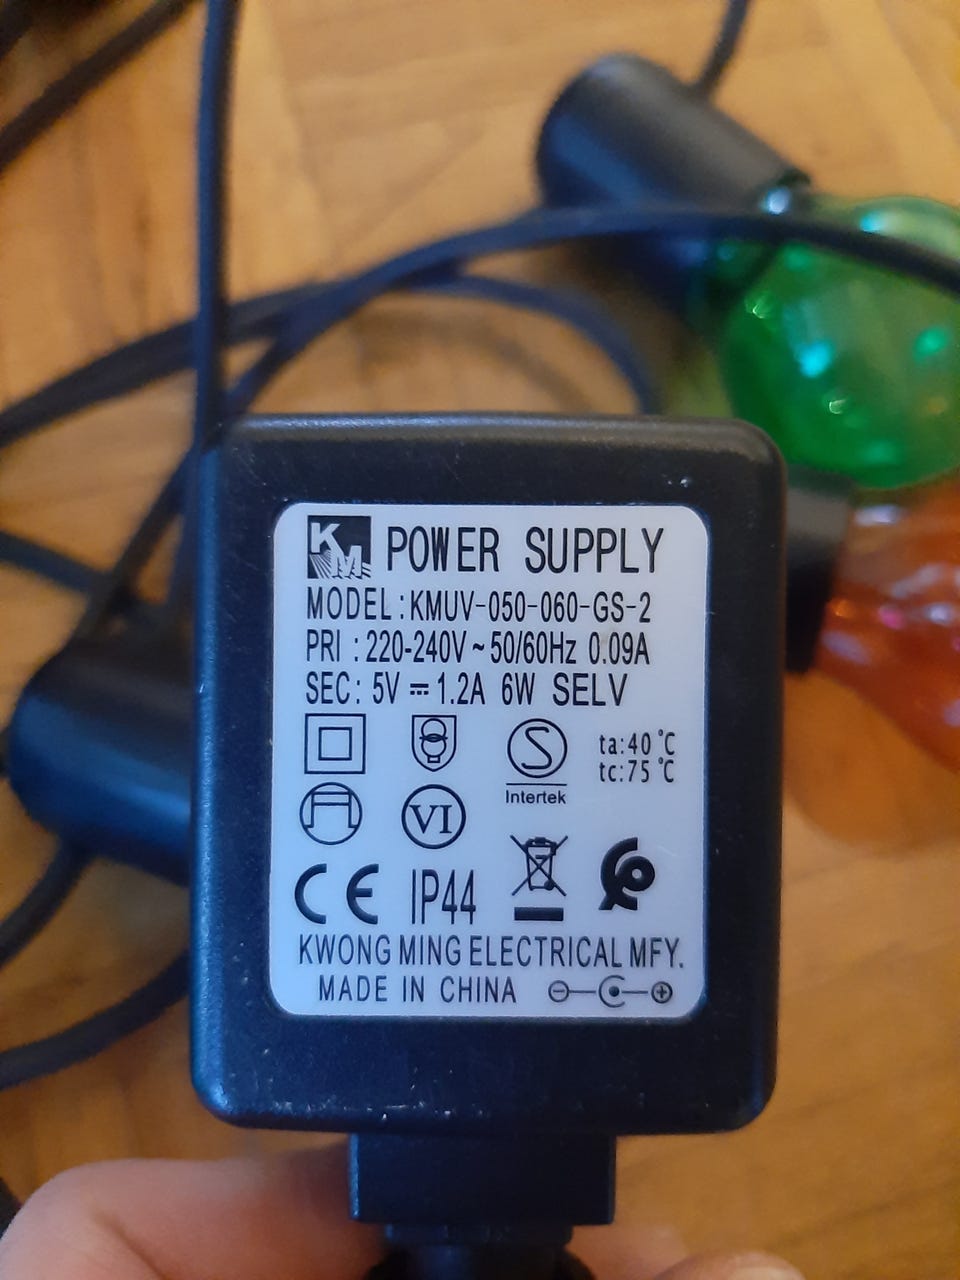 KM POWER SUPPLY
MODEL:KMUV-050-060-GS-2
PRI : 220-240V ~ 50/60Hz 0.09A
SEC: 5V ⎓ 1.2A 6W SELV
S
Intertek
ta:40 ℃
tc:75 ℃
VI
CE IP44
KWONG MING ELECTRICAL MFY.
MADE IN CHINA